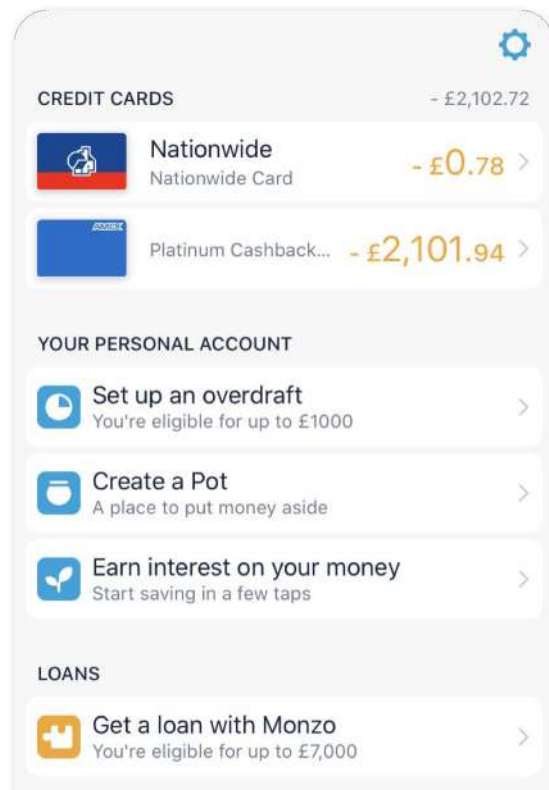 CREDIT CARDS - £2,102.72
Nationwide - £0.78
Nationwide Card
AMEX
Platinum Cashback... - £2,101.94
YOUR PERSONAL ACCOUNT
Set up an overdraft
You're eligible for up to £1000
Create a Pot
A place to put money aside
Earn interest on your money
Start saving in a few taps
LOANS
Get a loan with Monzo
You're eligible for up to £7,000